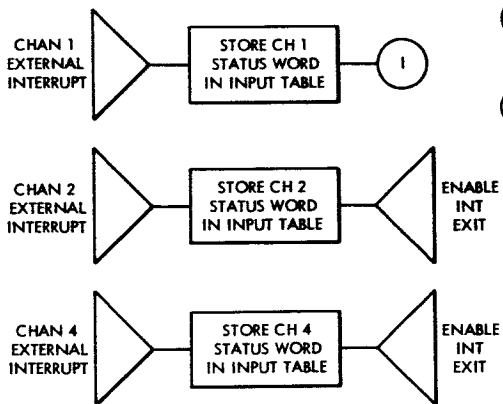 CHAN 1
EXTERNAL
INTERRUPT
STORE CH 1
STATUS WORD
IN INPUT TABLE
1
CHAN 2
EXTERNAL
INTERRUPT
STORE CH 2
STATUS WORD
IN INPUT TABLE
ENABLE
INT
EXIT
CHAN 4
EXTERNAL
INTERRUPT
STORE CH 4
STATUS WORD
IN INPUT TABLE
ENABLE
INT
EXIT